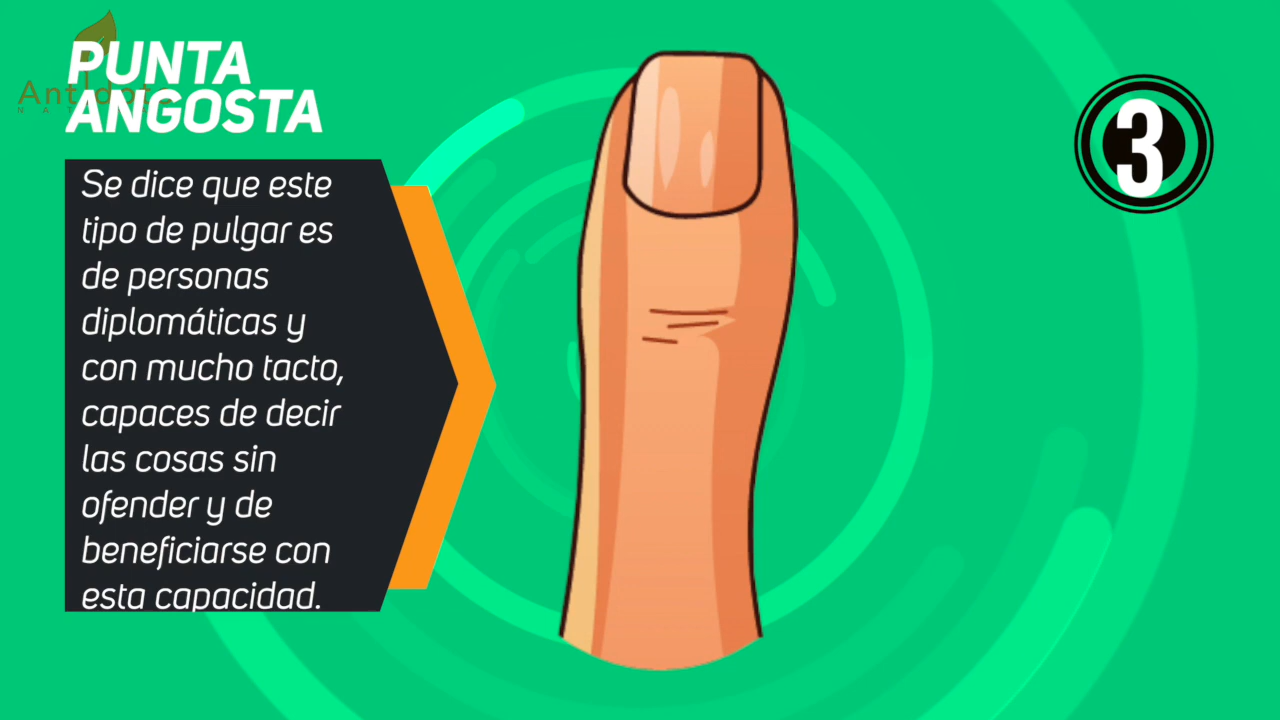 PUNTA
ANGOSTA
Se dice que este
tipo de pulgar es
de personas
diplomáticas y
con mucho tacto,
capaces de decir
las cosas sin
ofender y de
beneficiarse con
esta capacidad.
3